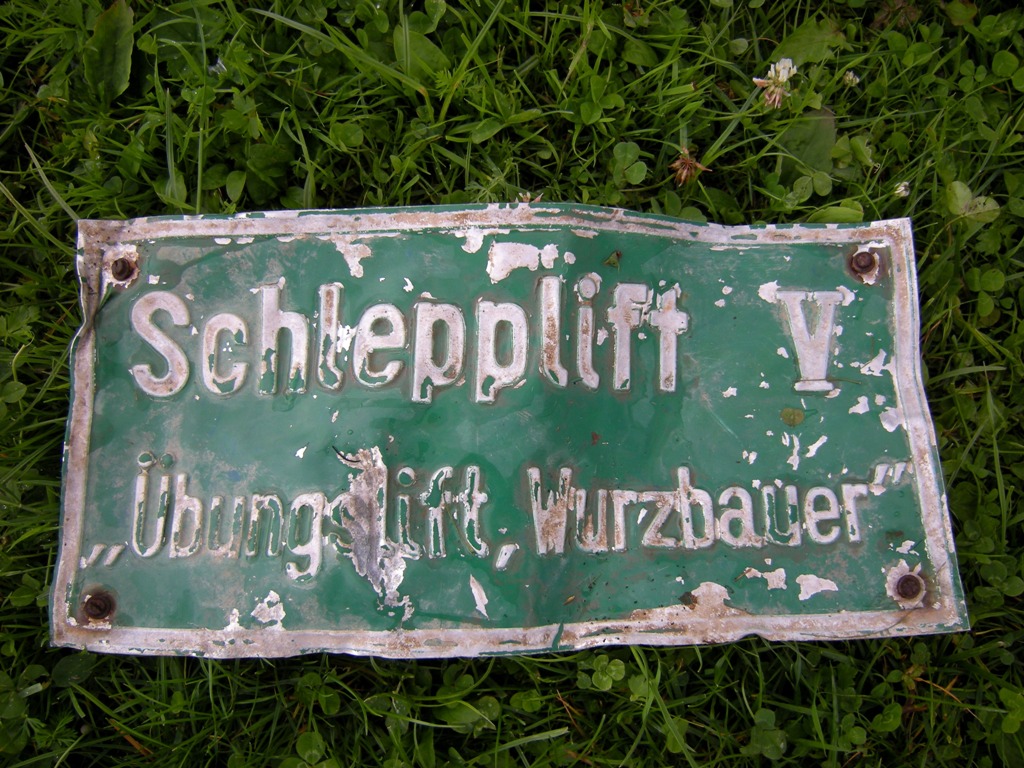 Schlepplift V
„Übungslift, Wurzbauer"